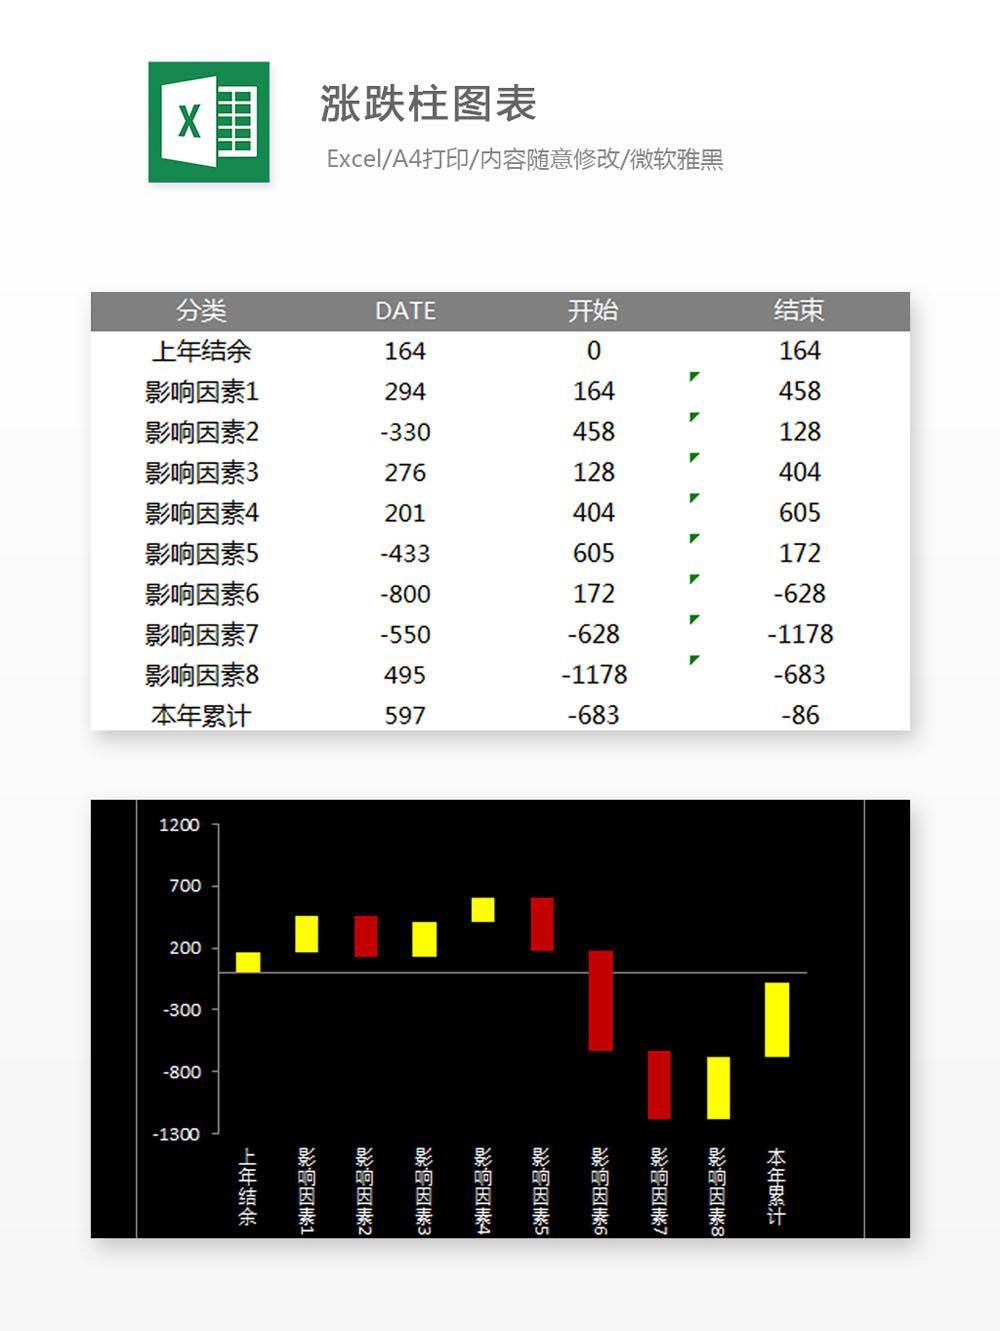 X
涨跌柱图表
Excel/A4打印/内容随意修改/微软雅黑
分类 DATE 开始 结束
上年结余 164 0 164
影响因素1 294 164 458
影响因素2 -330 458 128
影响因素3 276 128 404
影响因素4 201 404 605
影响因素5 -433 605 172
影响因素6 -800 172 -628
影响因素7 -550 -628 -1178
影响因素8 495 -1178 -683
本年累计 597 -683 -86
1200
700
200
-300
-800
-1300
上年结余
影响因素1
影响因素2
影响因素3
影响因素4
影响因素5
影响因素6
影响因素7
影响因素8
本年累计